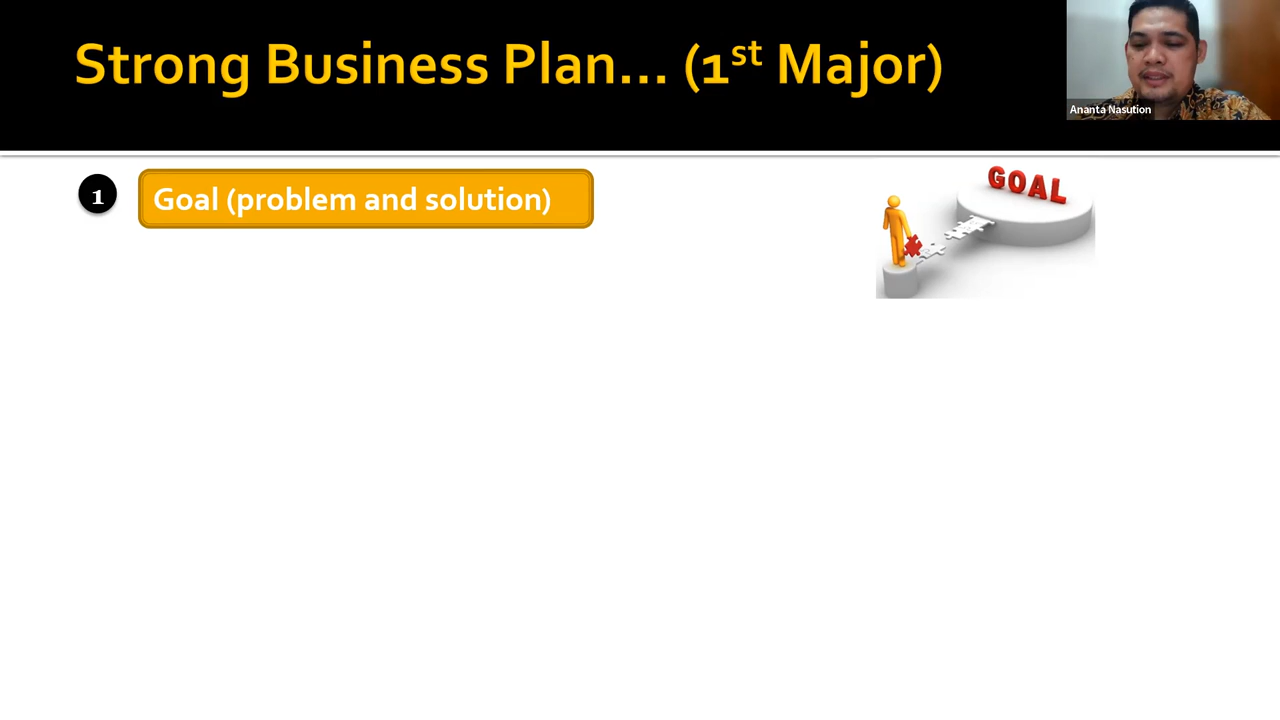 Strong Business Plan... (1st Major)
Ananta Nasution
1
Goal (problem and solution)
GOAL